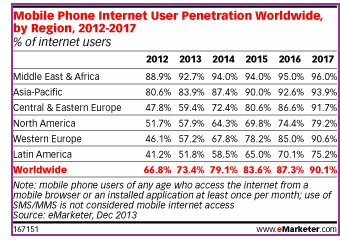 Mobile Phone Internet User Penetration Worldwide,
by Region, 2012-2017
% of internet users
2012 2013 2014 2015 2016 2017
Middle East & Africa 88.9% 92.7% 94.0% 94.0% 95.0% 96.0%
Asia-Pacific 80.6% 83.9% 87.4% 90.0% 92.6% 93.9%
Central & Eastern Europe 47.8% 59.4% 72.4% 80.6% 86.6% 91.7%
North America 51.7% 57.9% 64.3% 69.8% 74.4% 79.2%
Western Europe 46.1% 57.2% 67.8% 78.2% 85.0% 90.6%
Latin America 41.2% 51.8% 58.5% 65.0% 70.1% 75.2%
Worldwide 66.8% 73.4% 79.1% 83.6% 87.3% 90.1%
Note: mobile phone users of any age who access the internet from a
mobile browser or an installed application at least once per month; use of
SMS/MMS is not considered mobile internet access
Source: eMarketer, Dec 2013
167151 www.eMarketer.com